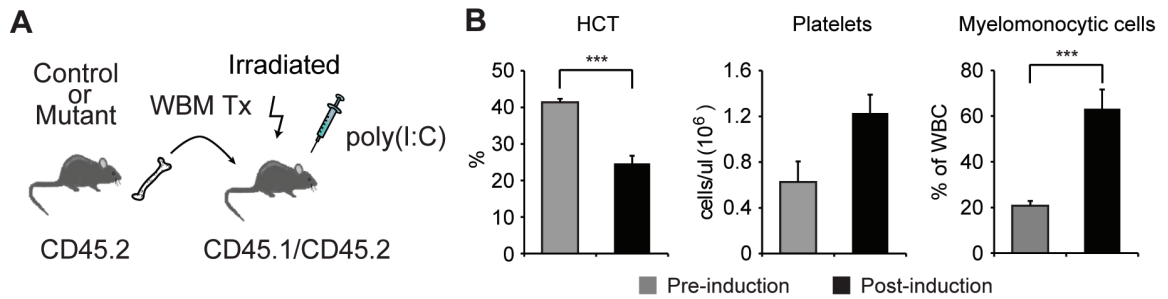 A
Control
or
Mutant
WBM Tx
Irradiated
poly(I:C)
CD45.2
CD45.1/CD45.2
B
HCT
***
50
40
30
20
10
0
%
Platelets
1.6
1.2
0.8
0.4
0
cells/ul (10⁶)
Myelomonocytic cells
***
80
60
40
20
0
% of WBC
Pre-induction
Post-induction